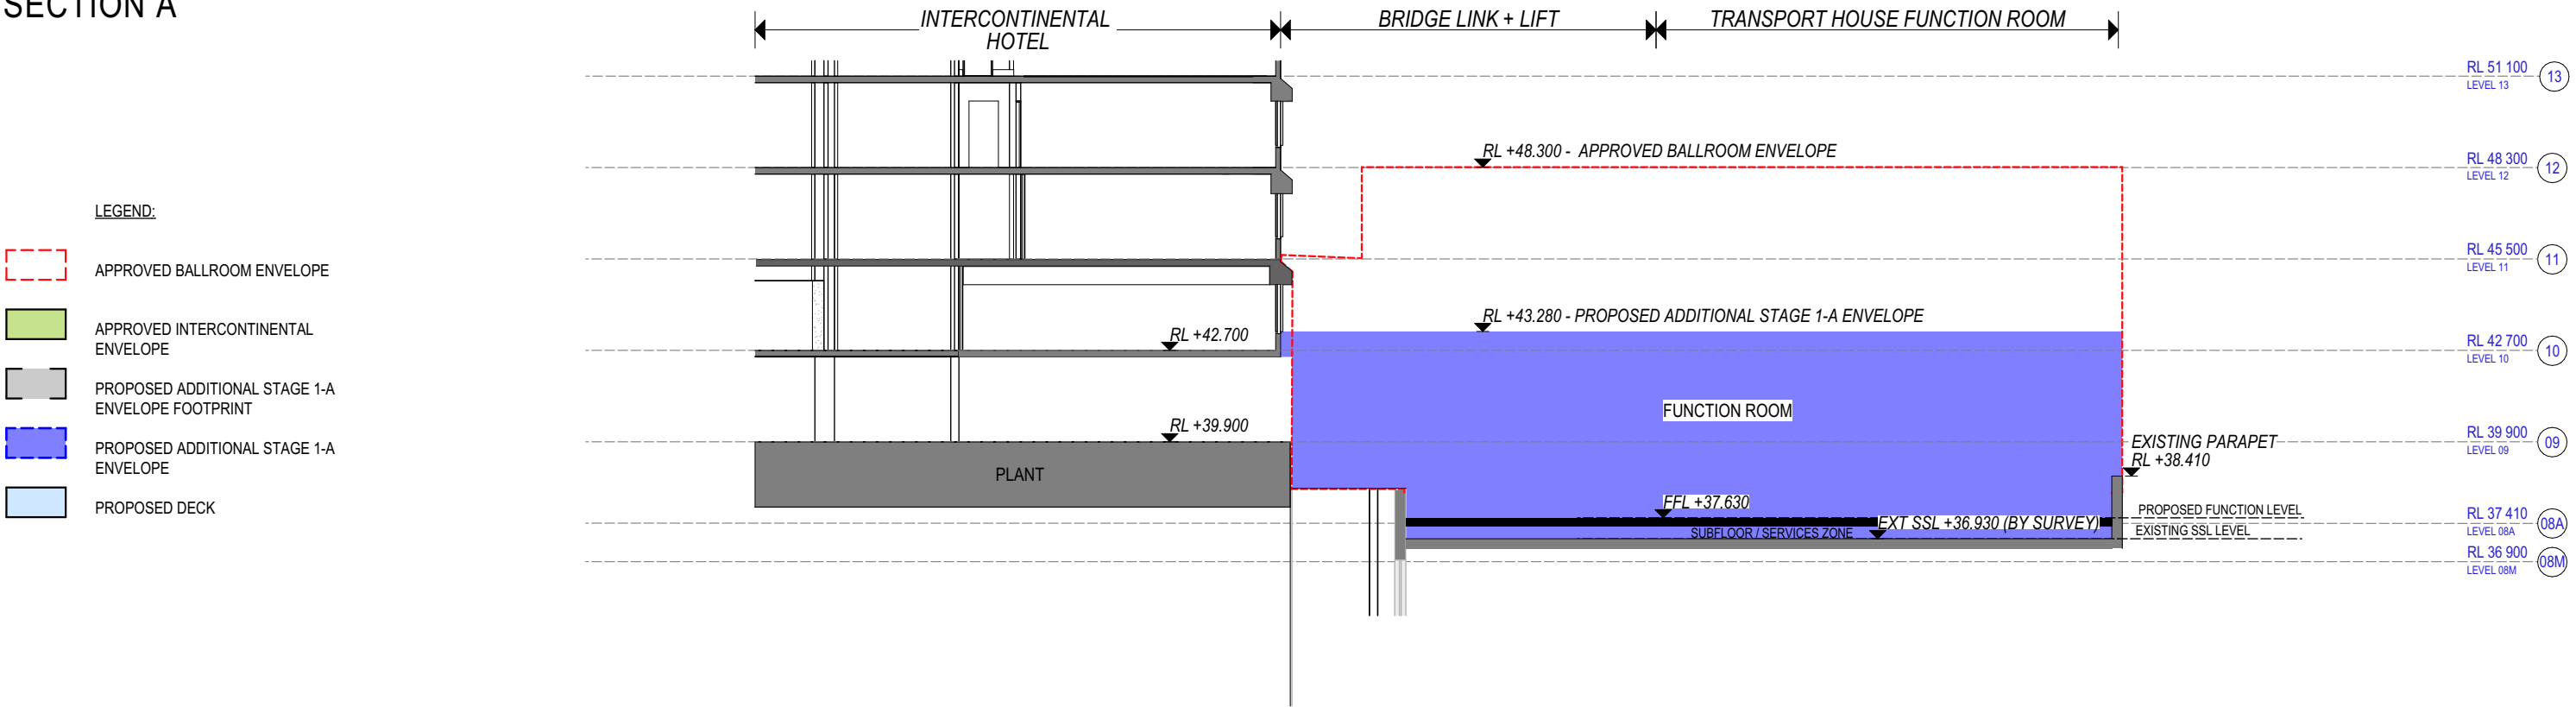 SECTION A
INTERCONTINENTAL
HOTEL
BRIDGE LINK + LIFT
TRANSPORT HOUSE FUNCTION ROOM
RL 51 100
LEVEL 13
13
RL +48.300 - APPROVED BALLROOM ENVELOPE
RL 48 300
LEVEL 12
12
LEGEND:
APPROVED BALLROOM ENVELOPE
APPROVED INTERCONTINENTAL
ENVELOPE
PROPOSED ADDITIONAL STAGE 1-A
ENVELOPE FOOTPRINT
PROPOSED ADDITIONAL STAGE 1-A
ENVELOPE
PROPOSED DECK
RL 45 500
LEVEL 11
11
RL +43.280 - PROPOSED ADDITIONAL STAGE 1-A ENVELOPE
RL +42.700
RL 42 700
LEVEL 10
10
FUNCTION ROOM
RL +39.900
EXISTING PARAPET
RL +38.410
RL 39 900
LEVEL 09
09
PLANT
FFL +37.630
EXT SSL +36.930 (BY SURVEY)
SUBFLOOR / SERVICES ZONE
PROPOSED FUNCTION LEVEL
EXISTING SSL LEVEL
RL 37 410
LEVEL 08A
08A
RL 36 900
LEVEL 08M
08M